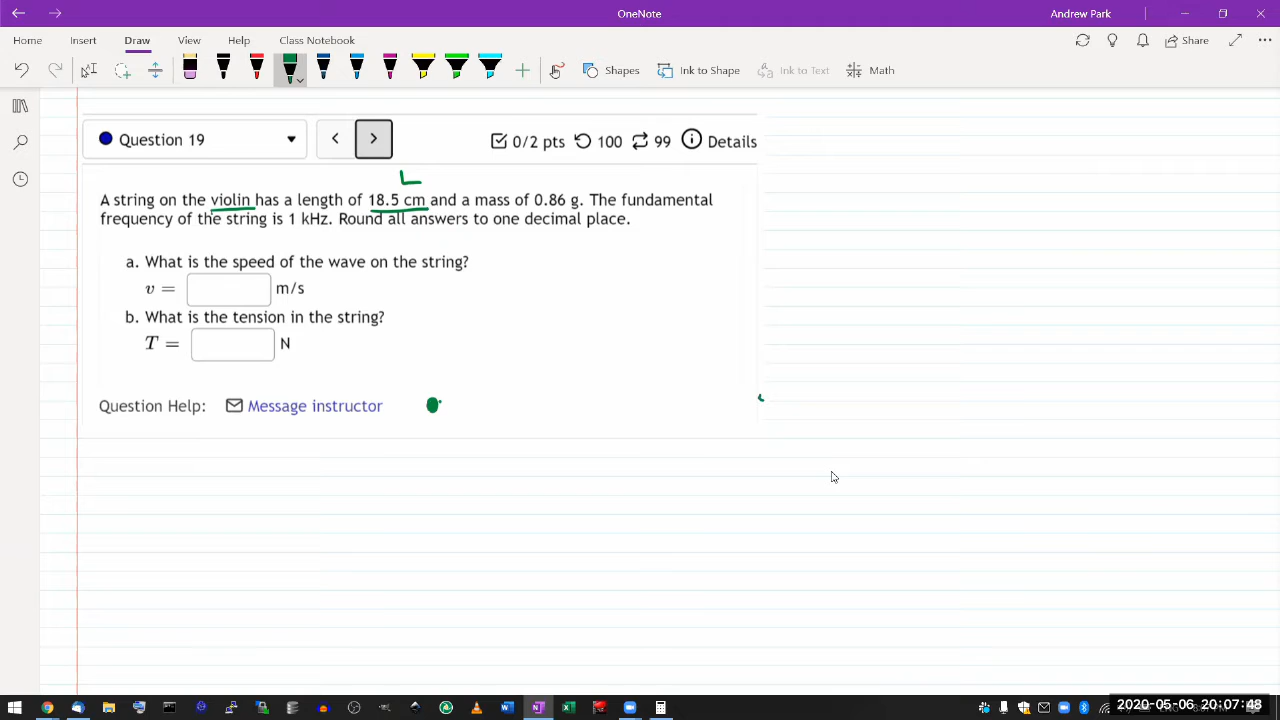 OneNote
Andrew Park
Home Insert Draw View Help Class Notebook
Share
Shapes Ink to Shape Ink to Text Math
Question 19
0/2 pts 100 99 Details
L
A string on the violin has a length of 18.5 cm and a mass of 0.86 g. The fundamental
frequency of the string is 1 kHz. Round all answers to one decimal place.
a. What is the speed of the wave on the string?
v = m/s
b. What is the tension in the string?
T = N
Question Help: Message instructor
2020-05-06 20:07:48